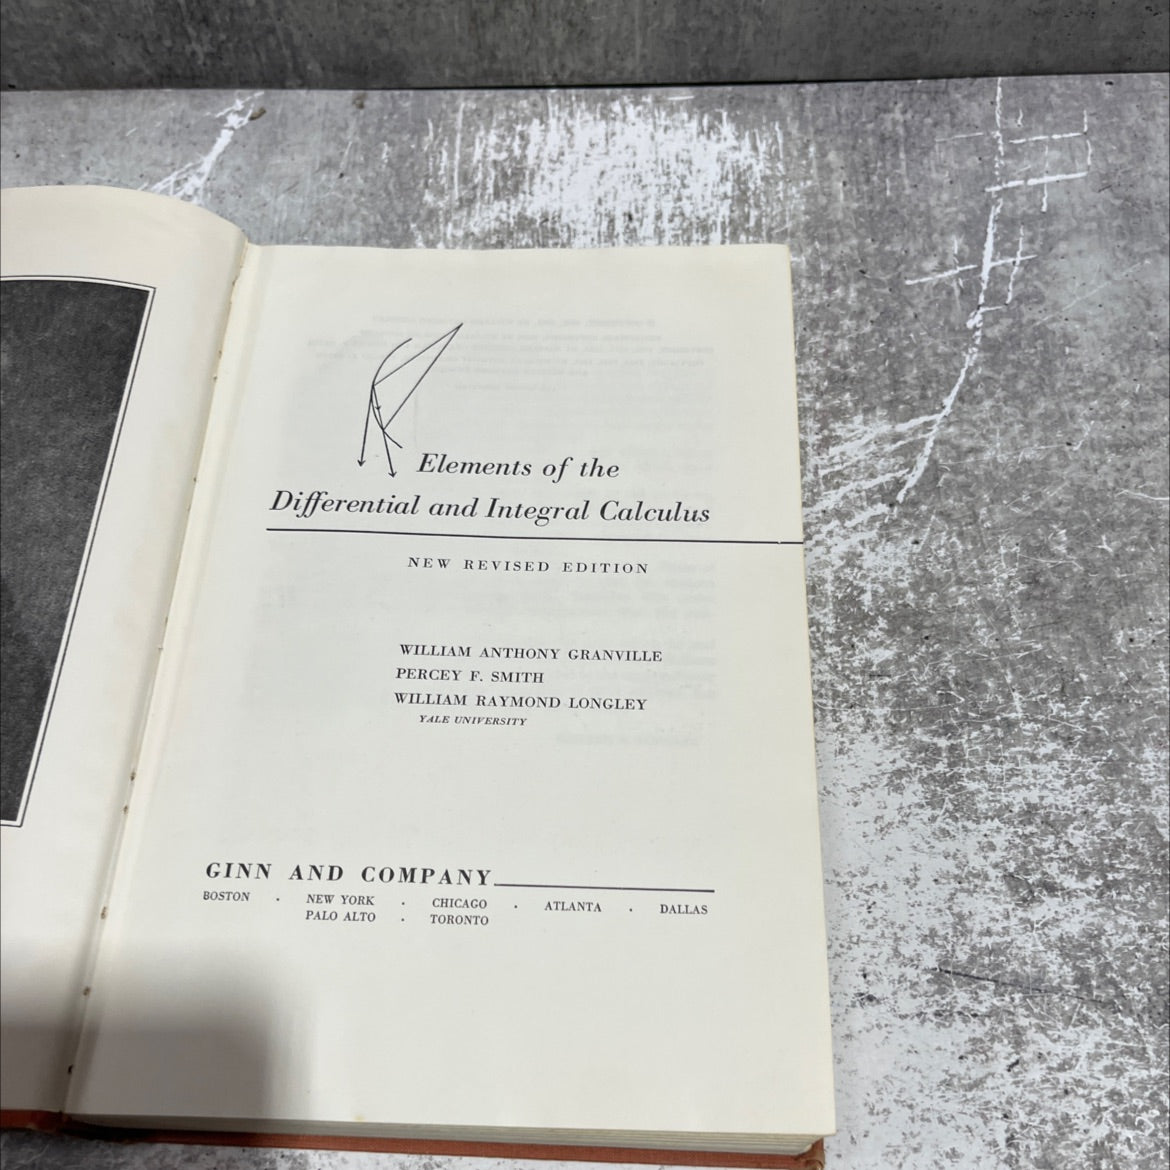 Elements of the
Differential and Integral Calculus
NEW REVISED EDITION
WILLIAM ANTHONY GRANVILLE
PERCEY F. SMITH
WILLIAM RAYMOND LONGLEY
YALE UNIVERSITY
GINN AND COMPANY
BOSTON · NEW YORK · CHICAGO · ATLANTA · DALLAS
PALO ALTO · TORONTO